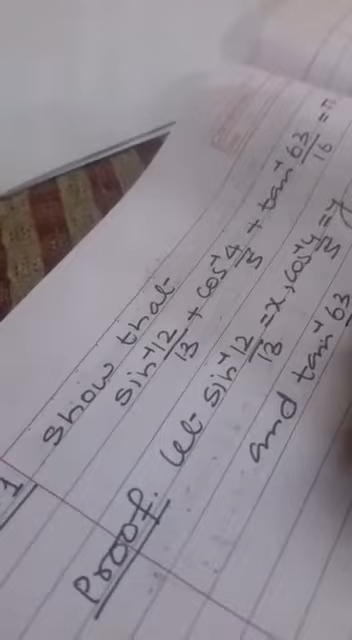 1
Show that
sin⁻¹ 12/13 + cos⁻¹ 4/5 + tan⁻¹ 63/16 = π
Proof. Let sin⁻¹ 12/13 = x, cos⁻¹ 4/5 = y
and tan⁻¹ 63